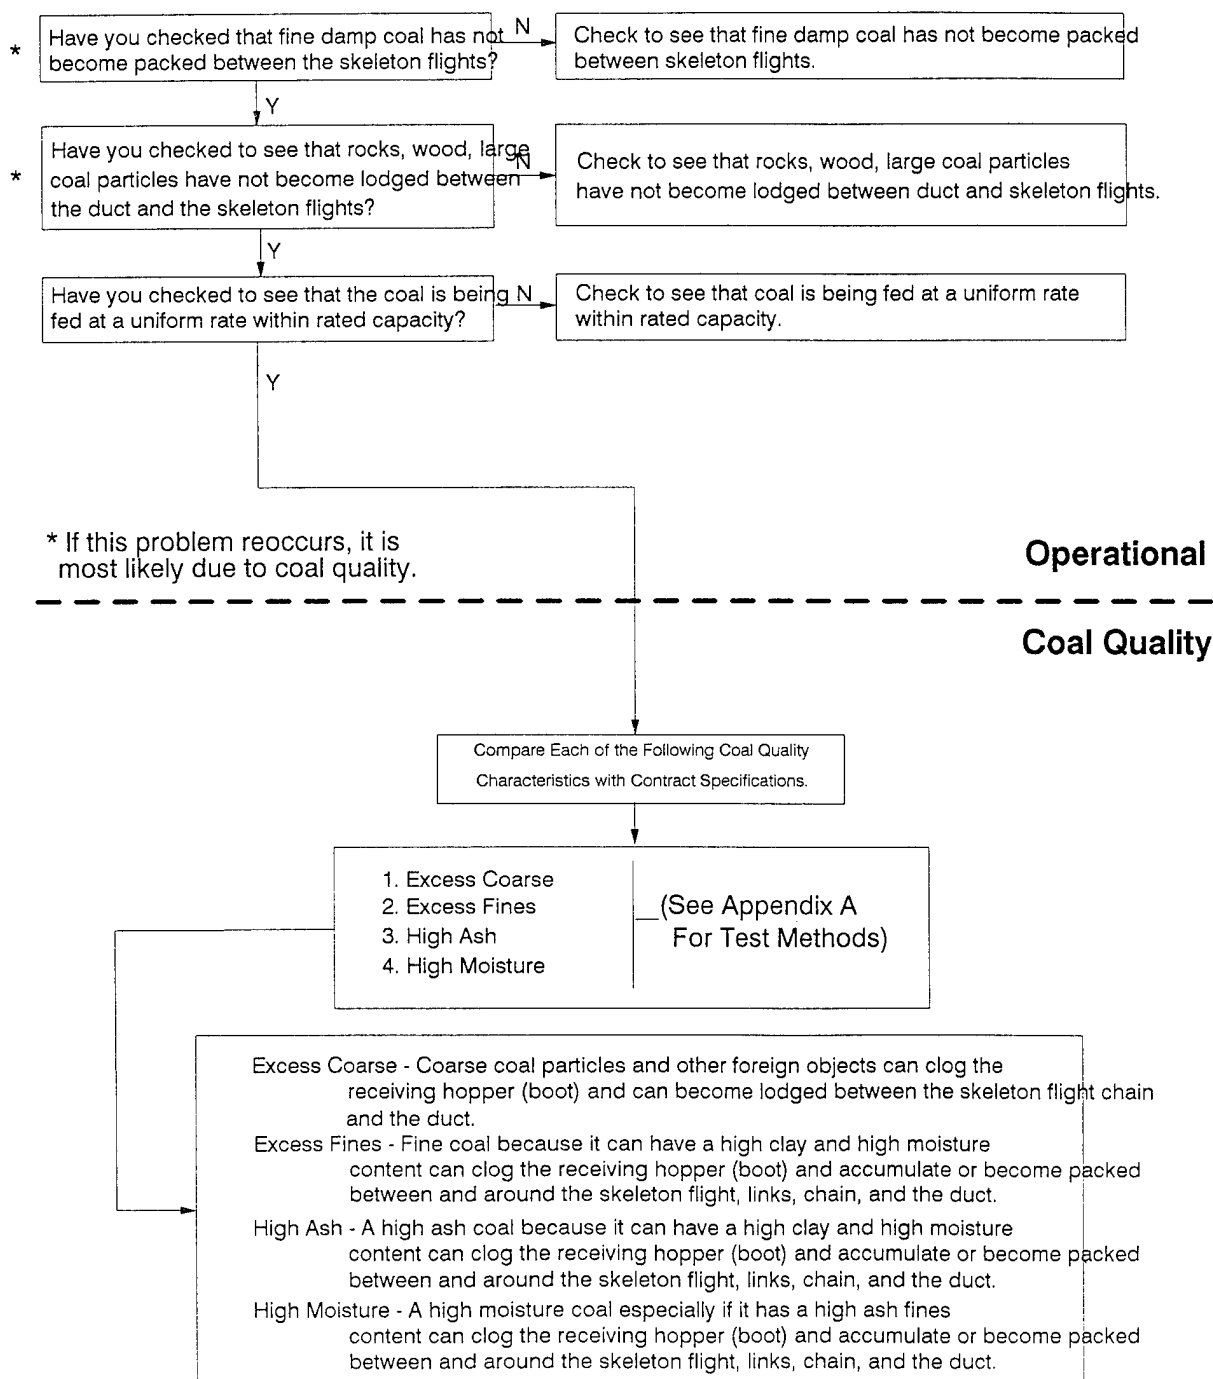 * Have you checked that fine damp coal has not
become packed between the skeleton flights?
N
Check to see that fine damp coal has not become packed
between skeleton flights.
Y
* Have you checked to see that rocks, wood, large
coal particles have not become lodged between
the duct and the skeleton flights?
N
Check to see that rocks, wood, large coal particles
have not become lodged between duct and skeleton flights.
Y
Have you checked to see that the coal is being
fed at a uniform rate within rated capacity?
N
Check to see that coal is being fed at a uniform rate
within rated capacity.
Y
* If this problem reoccurs, it is
most likely due to coal quality.
Operational
Coal Quality
Compare Each of the Following Coal Quality
Characteristics with Contract Specifications.
1. Excess Coarse
2. Excess Fines
3. High Ash
4. High Moisture
(See Appendix A
For Test Methods)
Excess Coarse - Coarse coal particles and other foreign objects can clog the
receiving hopper (boot) and can become lodged between the skeleton flight chain
and the duct.
Excess Fines - Fine coal because it can have a high clay and high moisture
content can clog the receiving hopper (boot) and accumulate or become packed
between and around the skeleton flight, links, chain, and the duct.
High Ash - A high ash coal because it can have a high clay and high moisture
content can clog the receiving hopper (boot) and accumulate or become packed
between and around the skeleton flight, links, chain, and the duct.
High Moisture - A high moisture coal especially if it has a high ash fines
content can clog the receiving hopper (boot) and accumulate or become packed
between and around the skeleton flight, links, chain, and the duct.